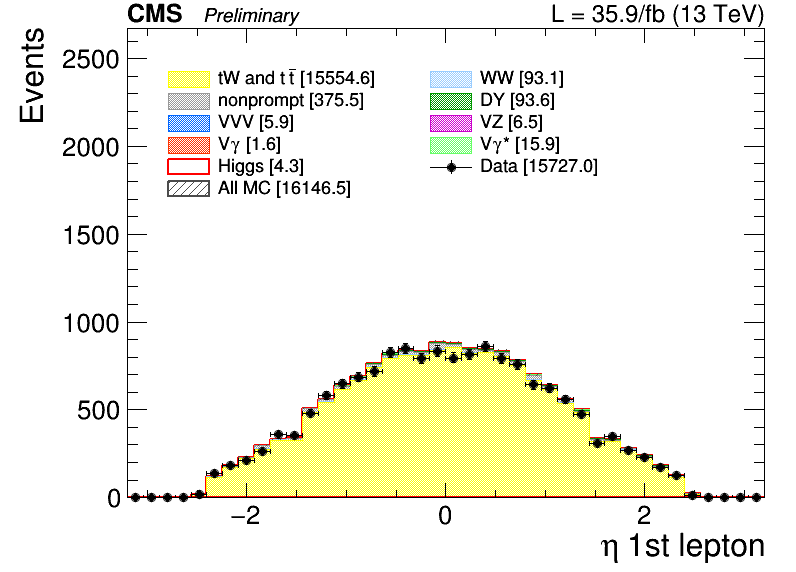 CMS Preliminary L = 35.9/fb (13 TeV)
Events
2500
2000
1500
1000
500
0
tW and tt̄ [15554.6]
nonprompt [375.5]
VVV [5.9]
Vγ [1.6]
Higgs [4.3]
All MC [16146.5]
WW [93.1]
DY [93.6]
VZ [6.5]
Vγ* [15.9]
Data [15727.0]
−2 0 2
η 1st lepton